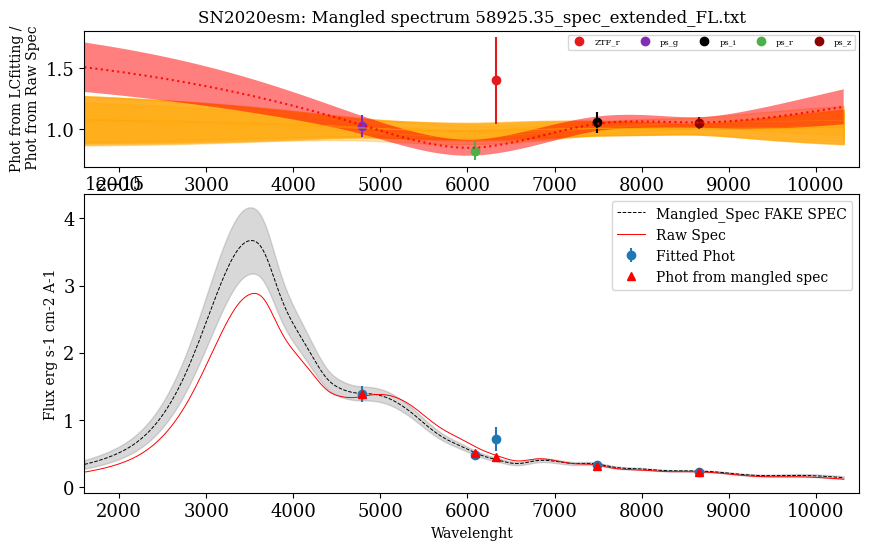 SN2020esm: Mangled spectrum 58925.35_spec_extended_FL.txt
Phot from LCfitting /
Phot from Raw Spec
1.5
1.0
ZTF_r ps_g ps_i ps_r ps_z
2000 3000 4000 5000 6000 7000 8000 9000 10000
1e−15
Flux erg s-1 cm-2 A-1
4
3
2
1
0
Mangled_Spec FAKE SPEC
Raw Spec
Fitted Phot
Phot from mangled spec
2000 3000 4000 5000 6000 7000 8000 9000 10000
Wavelenght